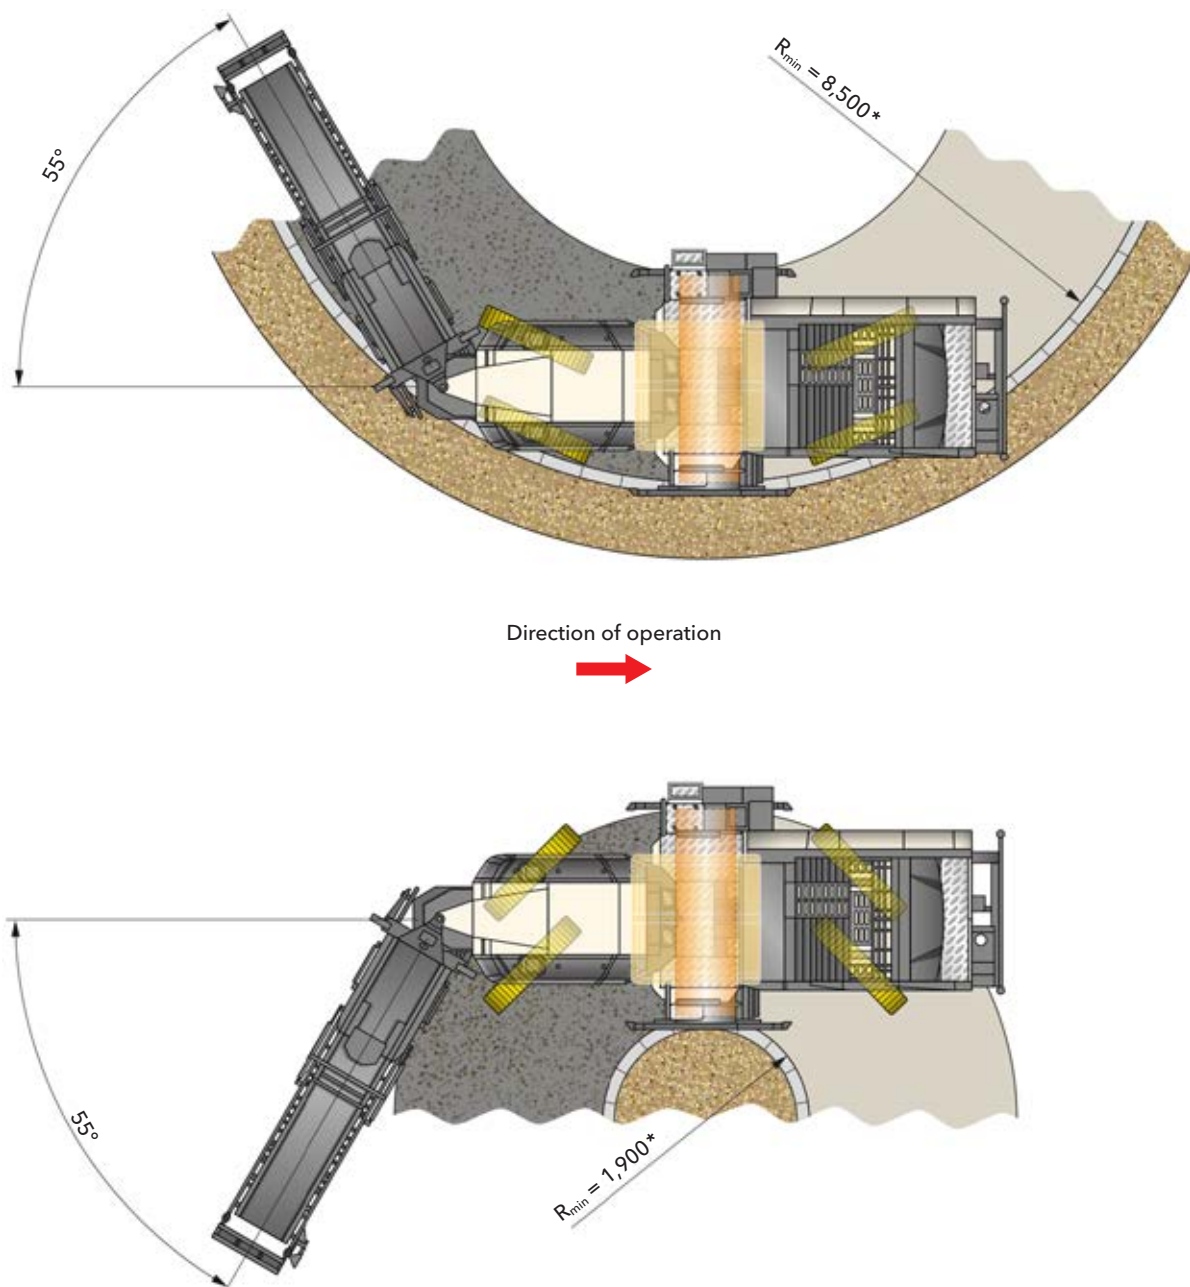 55°
Rmin = 8,500*
Direction of operation
55°
Rmin = 1,900*